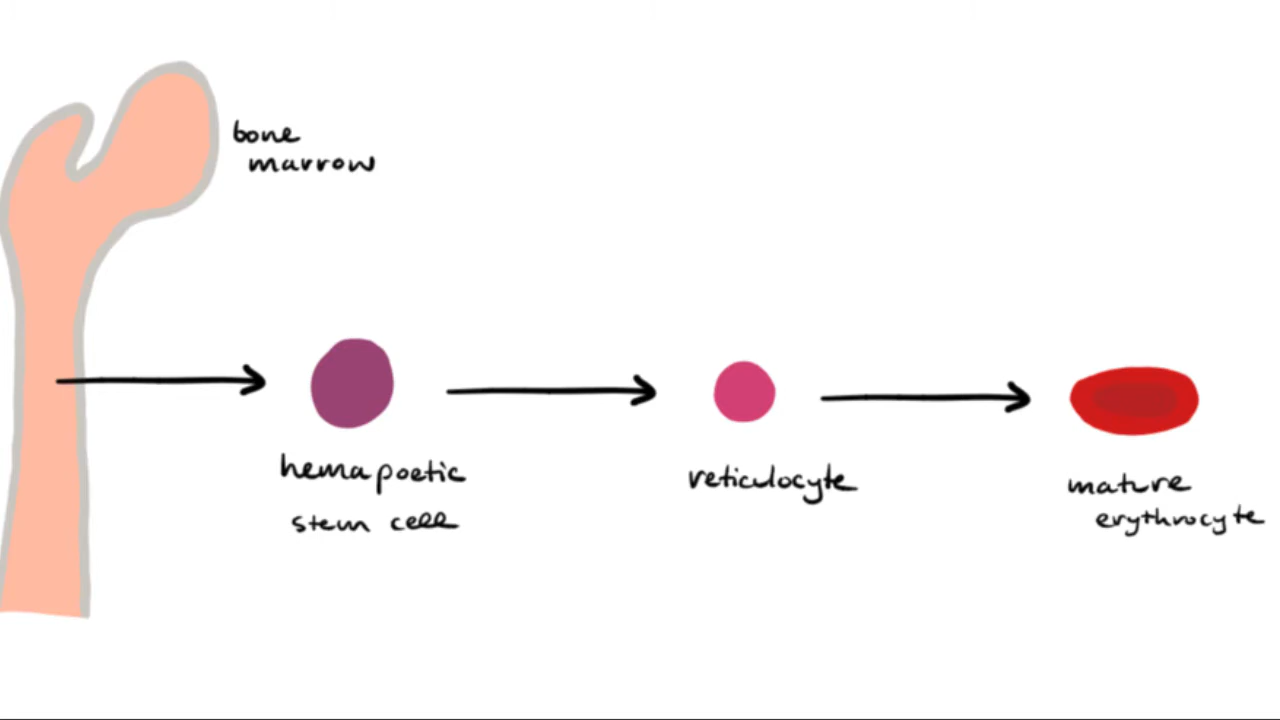 bone
marrow
hemapoetic
stem cell
reticulocyte
mature
erythrocyte